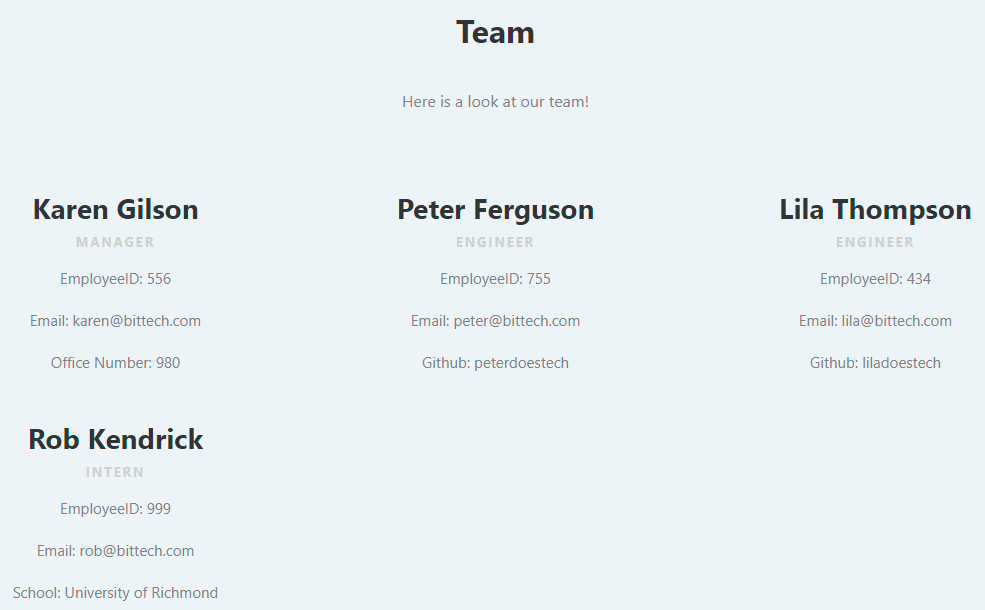 Team
Here is a look at our team!
Karen Gilson
MANAGER
EmployeeID: 556
Email: karen@bittech.com
Office Number: 980
Peter Ferguson
ENGINEER
EmployeeID: 755
Email: peter@bittech.com
Github: peterdoestech
Lila Thompson
ENGINEER
EmployeeID: 434
Email: lila@bittech.com
Github: liladoestech
Rob Kendrick
INTERN
EmployeeID: 999
Email: rob@bittech.com
School: University of Richmond